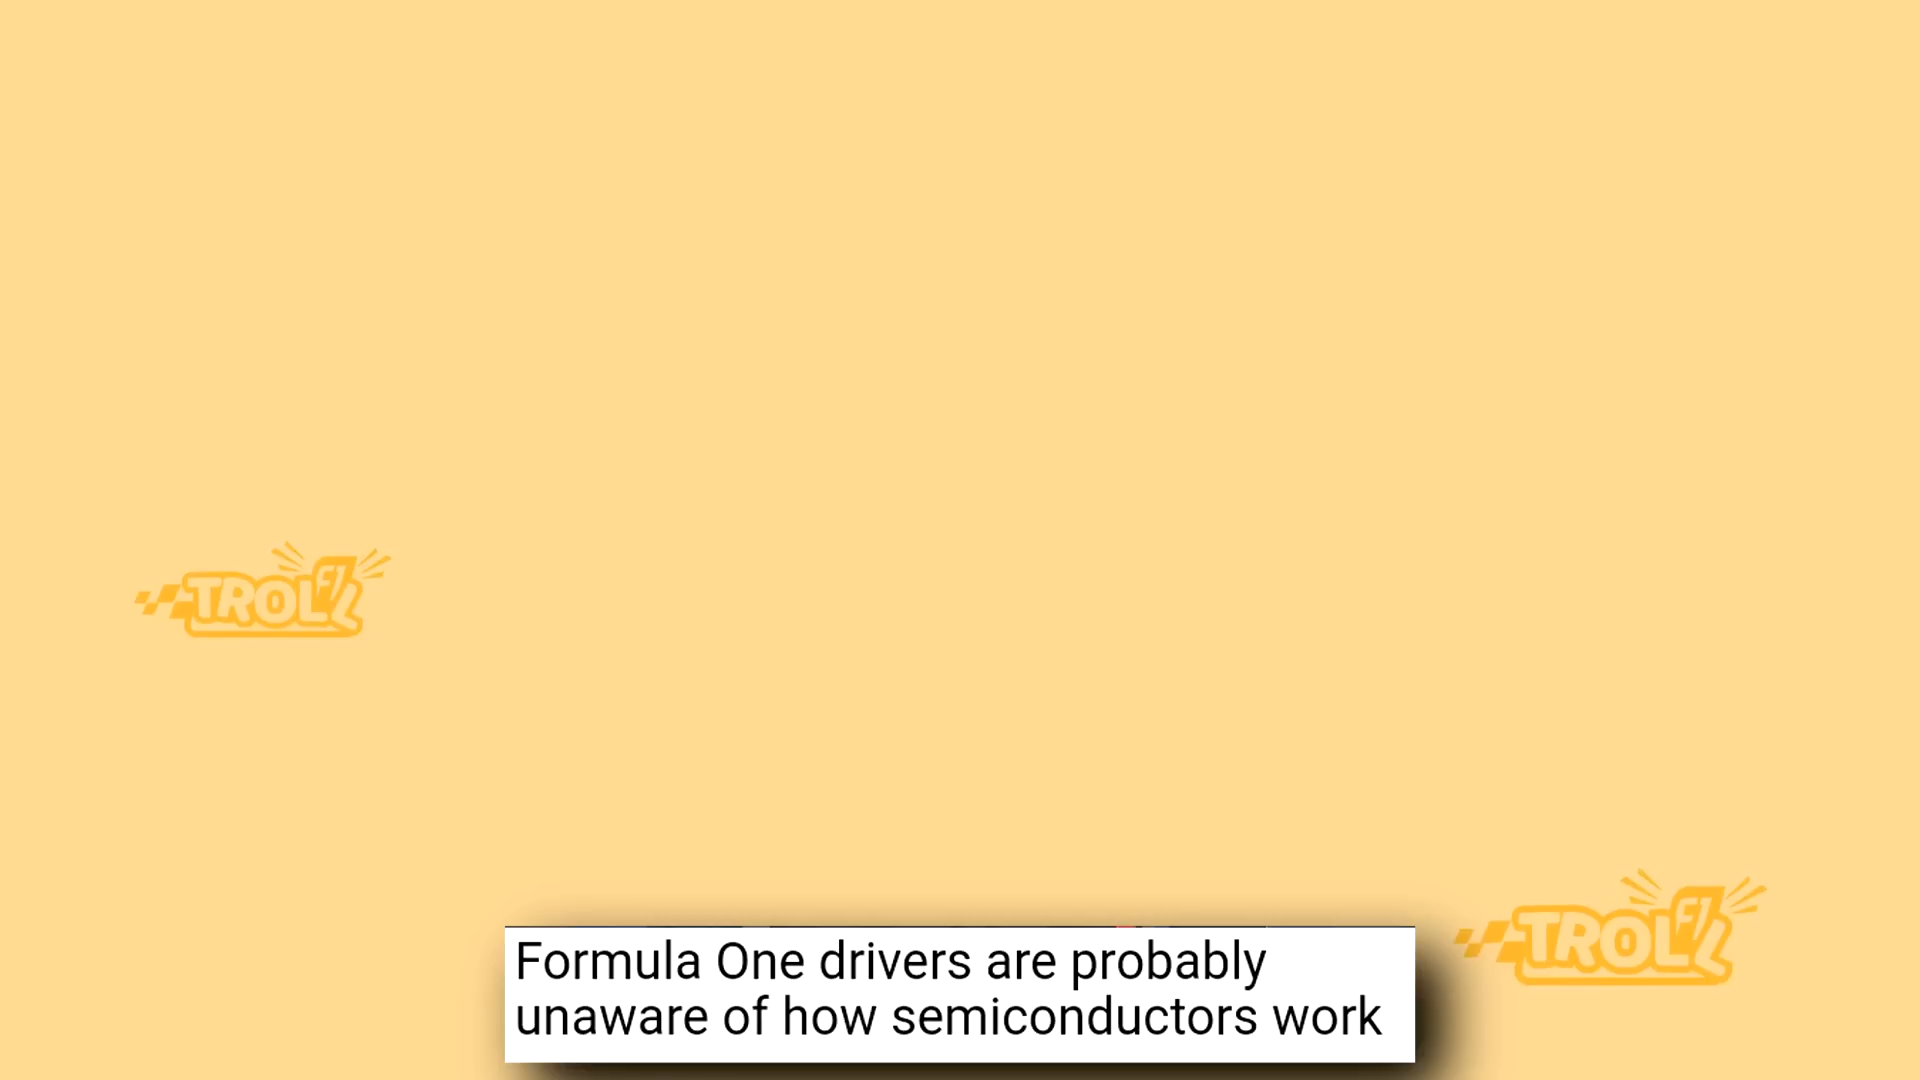 TROLL F1
Formula One drivers are probably
unaware of how semiconductors work
TROLL F1